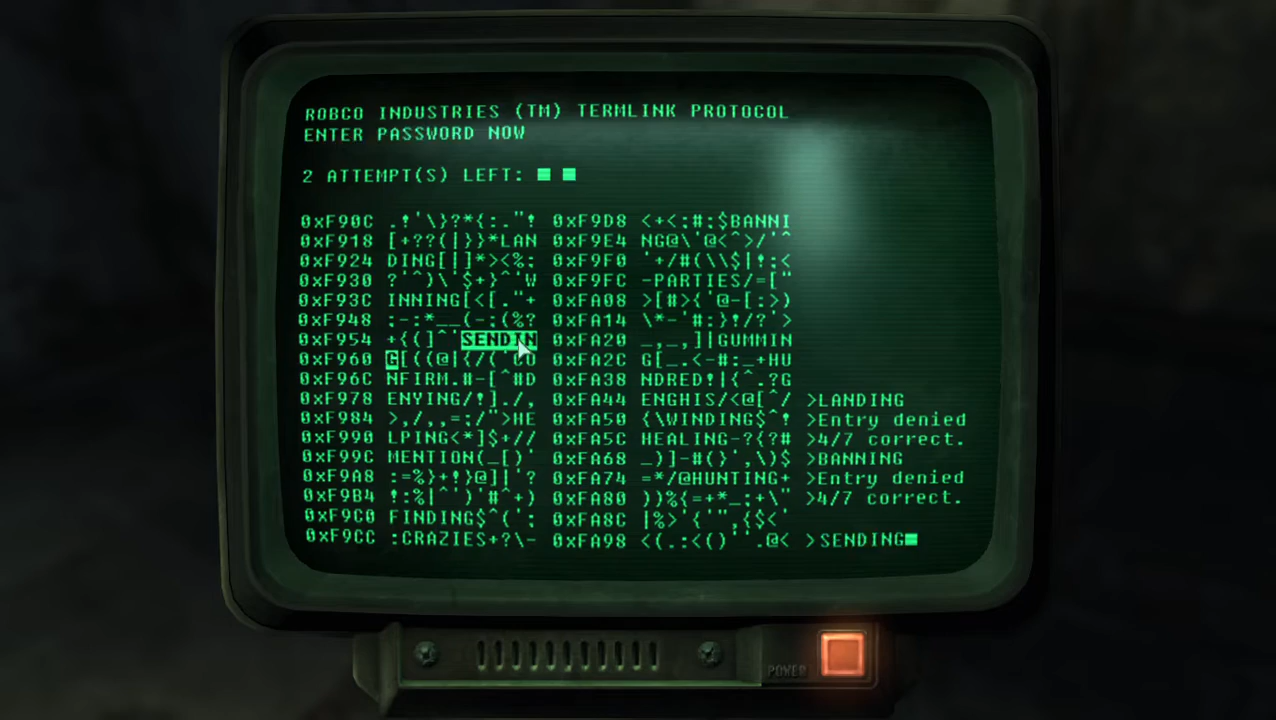 ROBCO INDUSTRIES (TM) TERMLINK PROTOCOL
ENTER PASSWORD NOW
2 ATTEMPT(S) LEFT: ■ ■
0xF90C .!'\}?*{:."! 0xF9D8 <+<;#;$BANNI
0xF918 [+??{|}}*LAN 0xF9E4 NG@\'@<^>/'^
0xF924 DING[|]*><%: 0xF9F0 '+/#(\\$|!:<
0xF930 ?'^)\'$+}^'W 0xF9FC -PARTIES/=["
0xF93C INNING[<[."+ 0xFA08 >[#>{'@-[:>)
0xF948 :-:*__(-;(%? 0xFA14 \*-'#:}!/?'>
0xF954 +{(]^'SENDIN 0xFA20 _,_,]|GUMMIN
0xF960 G[((@|{/('CO 0xFA2C G[_.<-#:_+HU
0xF96C NFIRM.#-[^#D 0xFA38 NDRED!|{^.?G
0xF978 ENYING/!]./, 0xFA44 ENGHIS/<@[^/ >LANDING
0xF984 >,/,,=;/">HE 0xFA50 {\WINDING$^! >Entry denied
0xF990 LPING<*]$+// 0xFA5C HEALING-?{?# >4/7 correct.
0xF99C MENTION(_[)' 0xFA68 _)]-#(}',\)$ >BANNING
0xF9A8 :=%}+!}@]|'? 0xFA74 =*/@HUNTING+ >Entry denied
0xF9B4 !:%|^')'#^+) 0xFA80 ))%{=+*_:+\" >4/7 correct.
0xF9C0 FINDING$^(': 0xFA8C |%>'{'",{$<'
0xF9CC :CRAZIES+?\- 0xFA98 <(.:<()''.@< >SENDING■
POWER